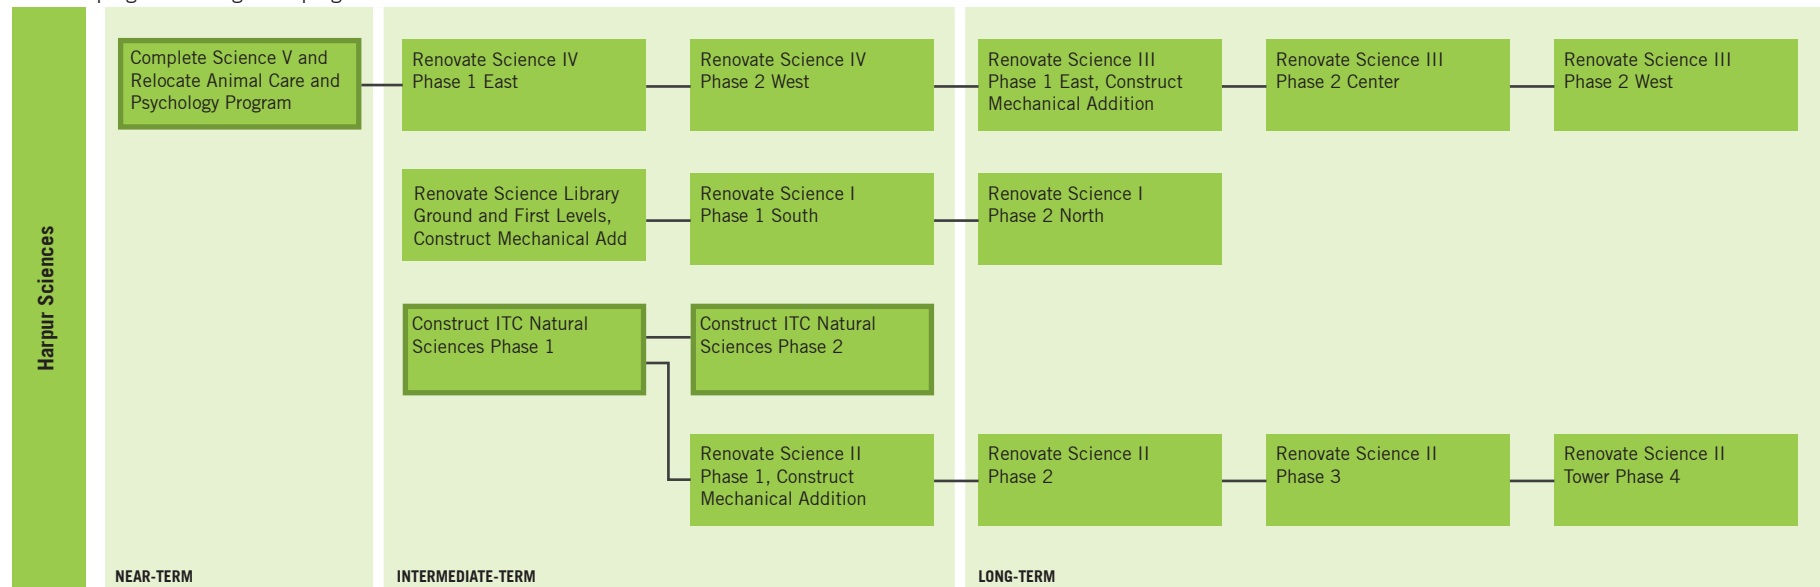 Harpur Sciences
Complete Science V and
Relocate Animal Care and
Psychology Program
Renovate Science IV
Phase 1 East
Renovate Science IV
Phase 2 West
Renovate Science III
Phase 1 East, Construct
Mechanical Addition
Renovate Science III
Phase 2 Center
Renovate Science III
Phase 2 West
Renovate Science Library
Ground and First Levels,
Construct Mechanical Add
Renovate Science I
Phase 1 South
Renovate Science I
Phase 2 North
Construct ITC Natural
Sciences Phase 1
Construct ITC Natural
Sciences Phase 2
Renovate Science II
Phase 1, Construct
Mechanical Addition
Renovate Science II
Phase 2
Renovate Science II
Phase 3
Renovate Science II
Tower Phase 4
NEAR-TERM
INTERMEDIATE-TERM
LONG-TERM